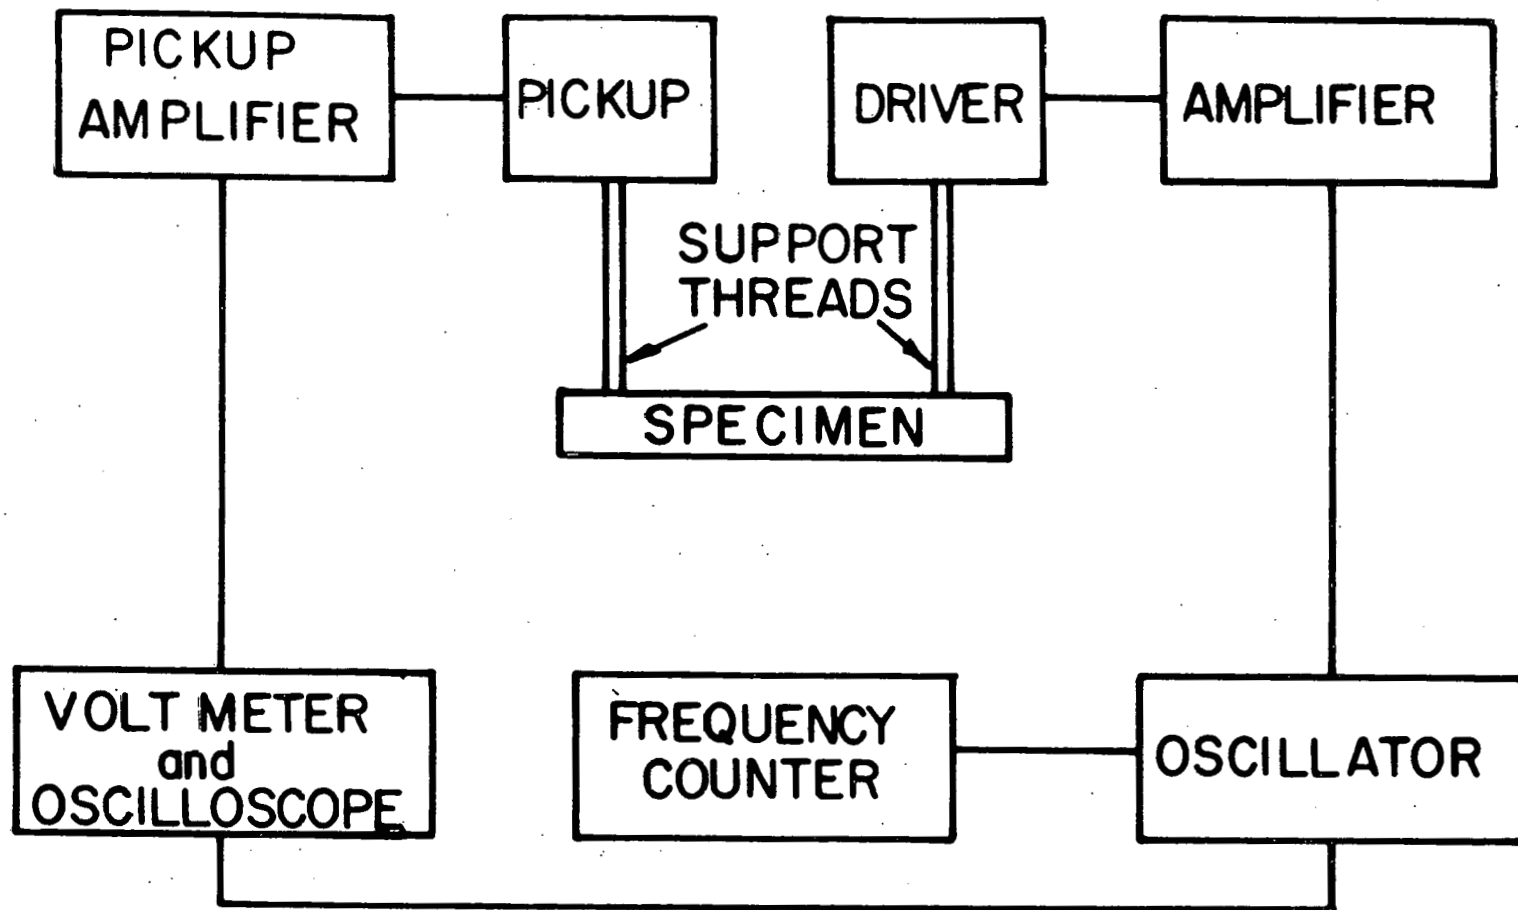 PICKUP
AMPLIFIER
PICKUP
DRIVER
AMPLIFIER
SUPPORT
THREADS
SPECIMEN
VOLT METER
and
OSCILLOSCOPE
FREQUENCY
COUNTER
OSCILLATOR